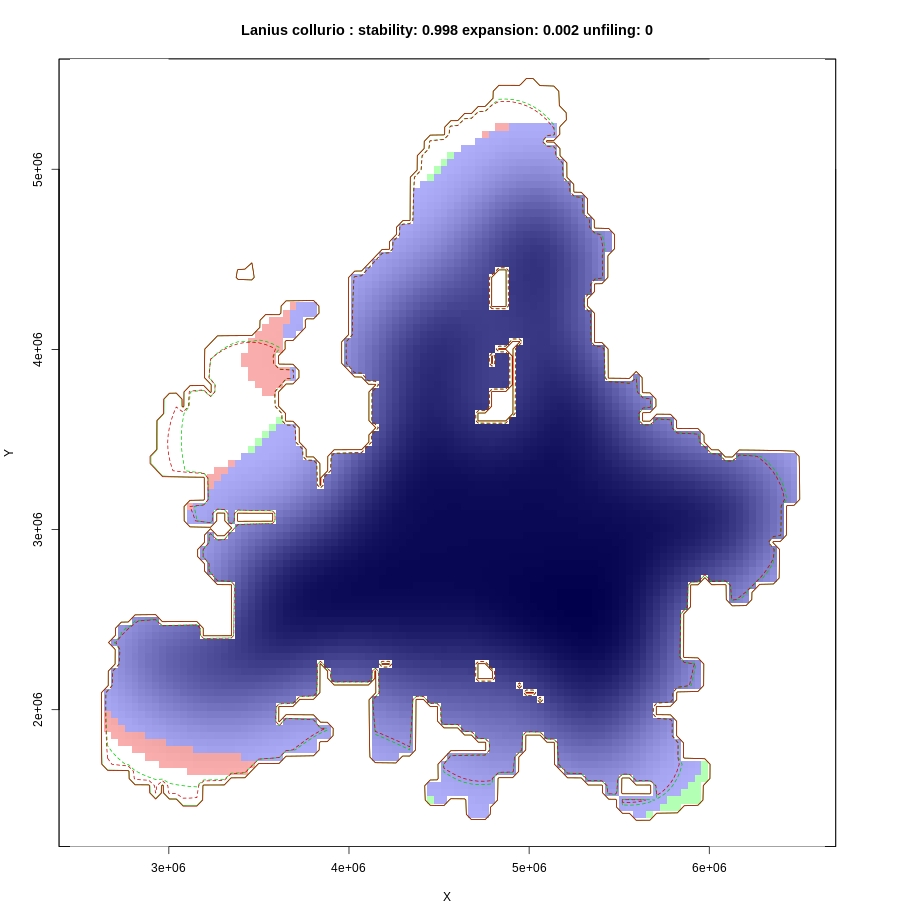 Lanius collurio : stability: 0.998 expansion: 0.002 unfiling: 0
5e+06
4e+06
3e+06
2e+06
Y
3e+06 4e+06 5e+06 6e+06
X